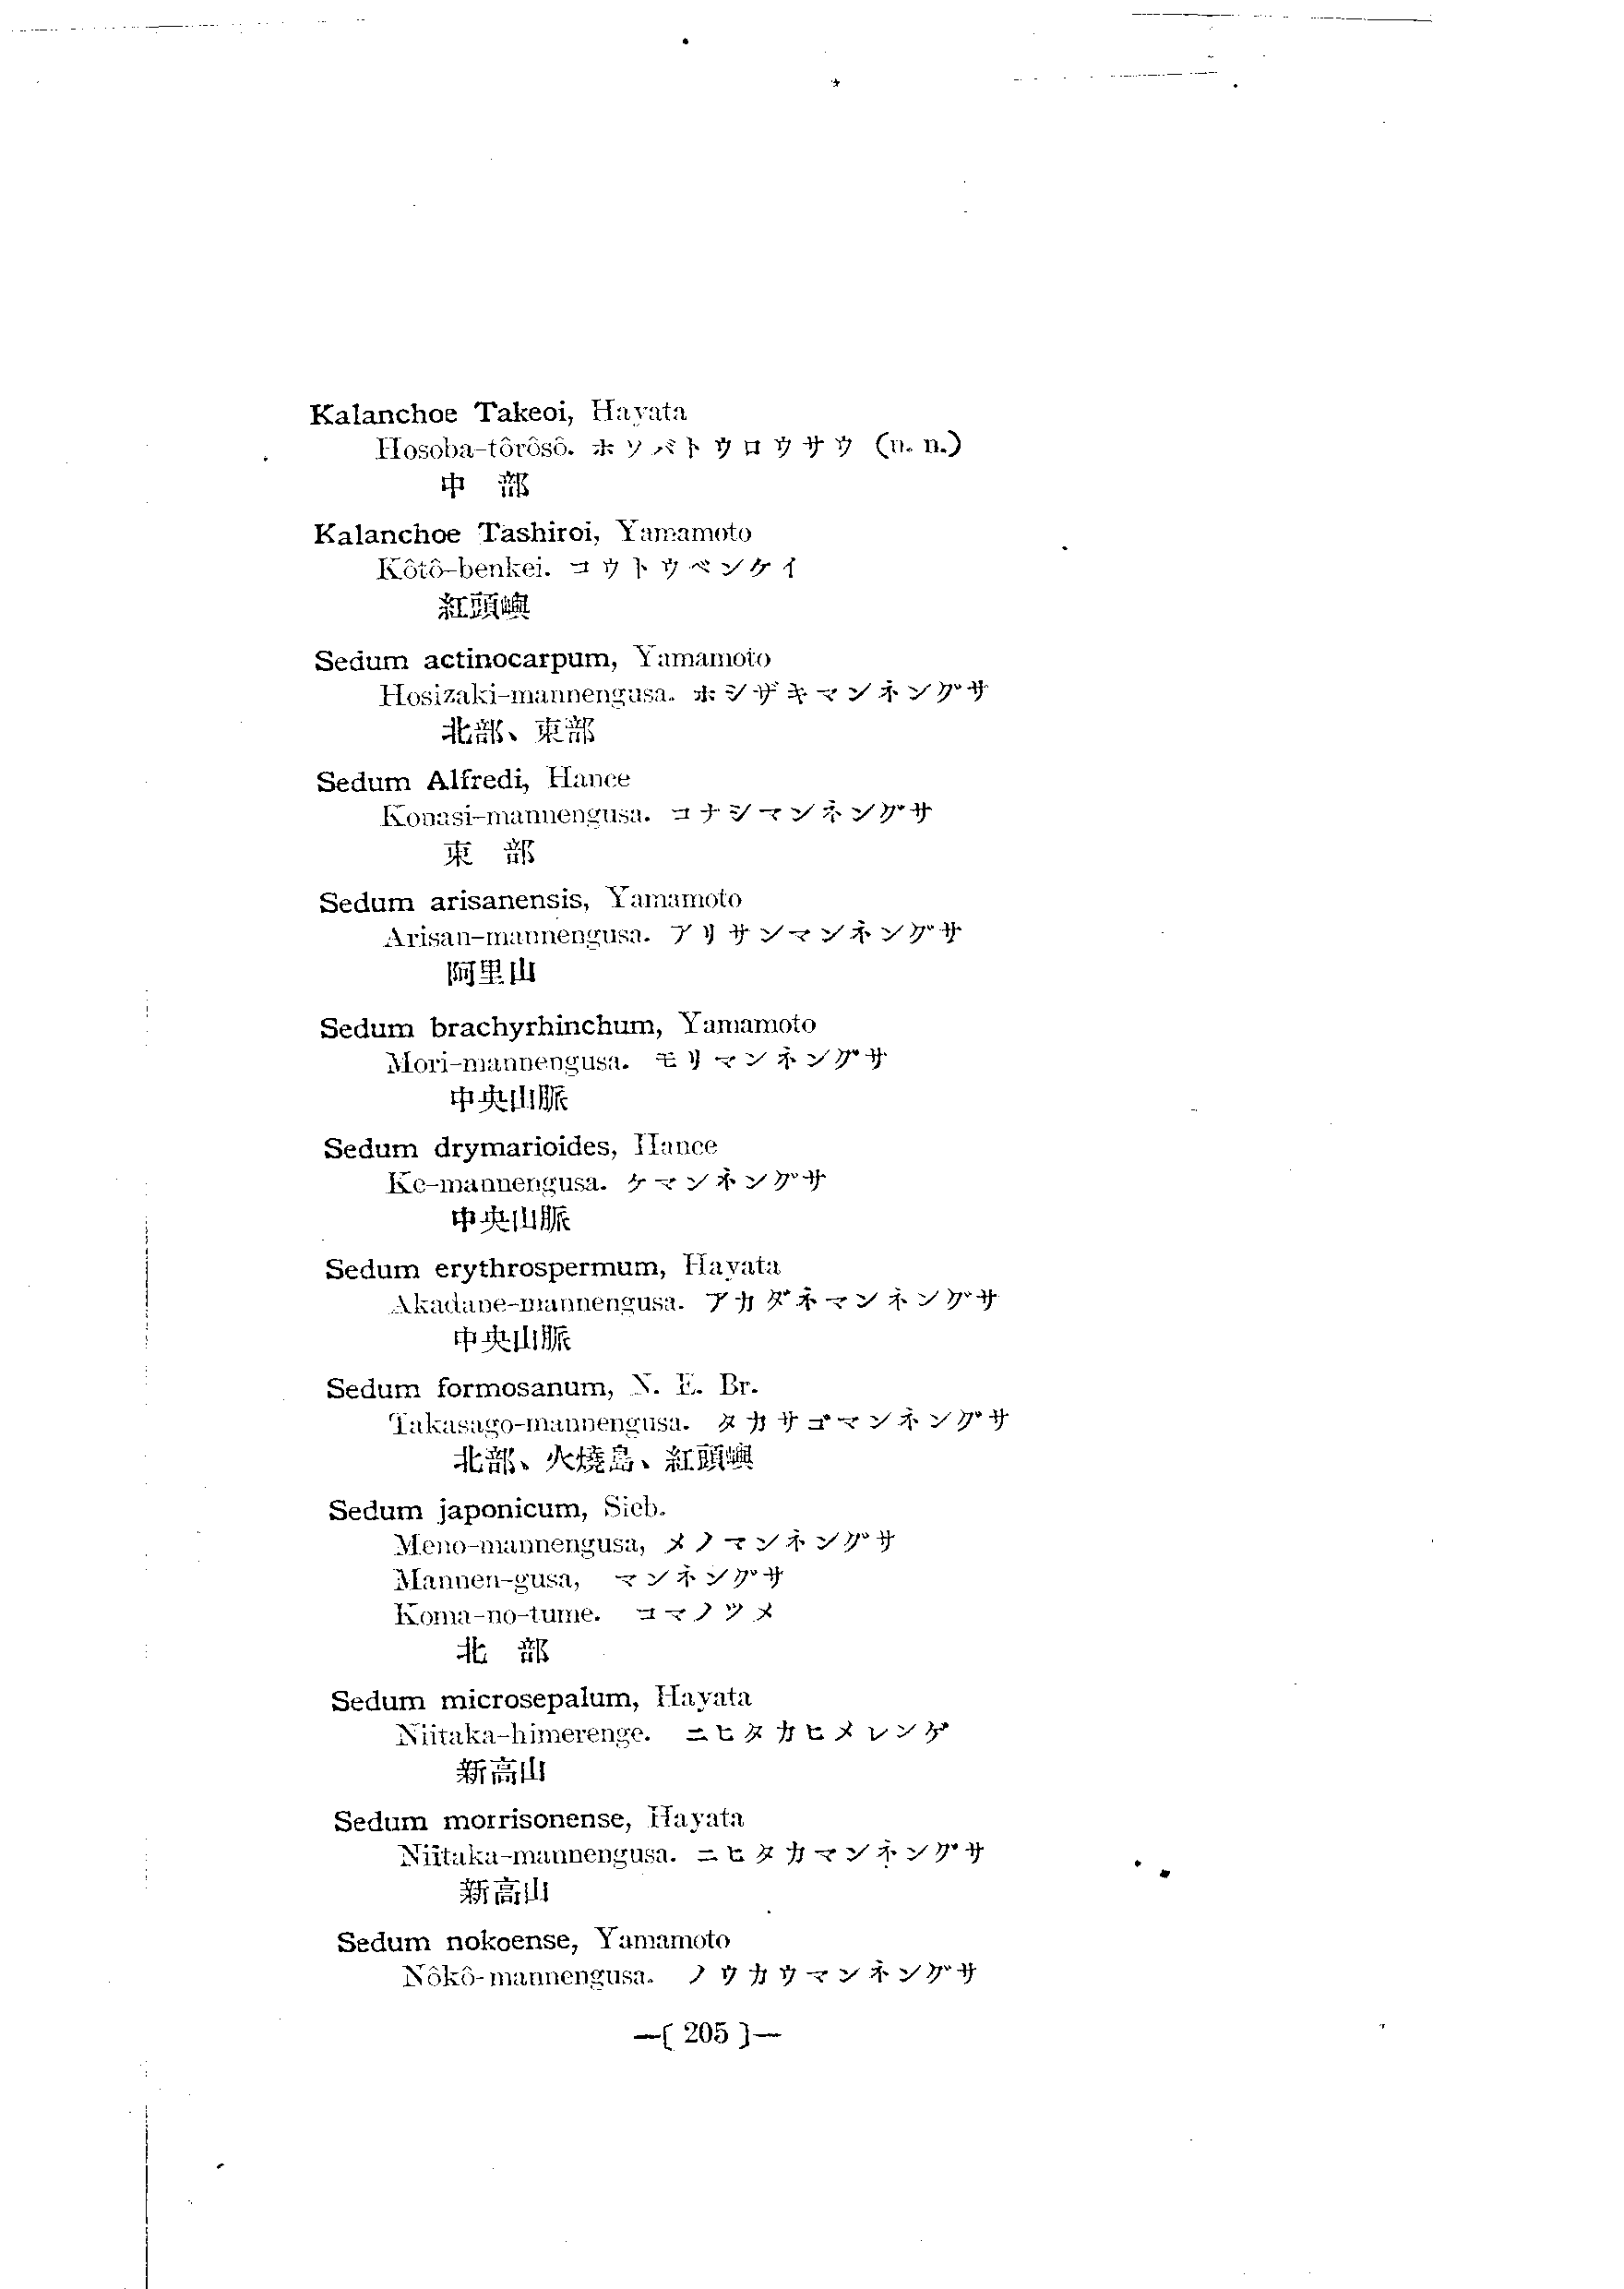 Kalanchoe Takeoi, Hayata
Hosoba-tôrôsô. ホソバトウロウサウ (n. n.)
中 部
Kalanchoe Tashiroi, Yamamoto
Kôtô-benkei. コウトウベンケイ
紅頭嶼
Sedum actinocarpum, Yamamoto
Hosizaki-mannengusa. ホシザキマンネングサ
北部、東部
Sedum Alfredi, Hance
Konasi-mannengusa. コナシマンネングサ
東 部
Sedum arisanensis, Yamamoto
Arisan-mannengusa. アリサンマンネングサ
阿里山
Sedum brachyrhinchum, Yamamoto
Mori-mannengusa. モリマンネングサ
中央山脈
Sedum drymarioides, Hance
Ke-mannengusa. ケマンネングサ
中央山脈
Sedum erythrospermum, Hayata
Akadane-mannengusa. アカダネマンネングサ
中央山脈
Sedum formosanum, N. E. Br.
Takasago-mannengusa. タカサゴマンネングサ
北部、火燒島、紅頭嶼
Sedum japonicum, Sieb.
Meno-mannengusa, メノマンネングサ
Mannen-gusa, マンネングサ
Koma-no-tume. コマノツメ
北 部
Sedum microsepalum, Hayata
Niitaka-himerenge. ニヒタカヒメレンゲ
新高山
Sedum morrisonense, Hayata
Niitaka-mannengusa. ニヒタカマンネングサ
新高山
Sedum nokoense, Yamamoto
Nôkô-mannengusa. ノウカウマンネングサ
—( 205 )—